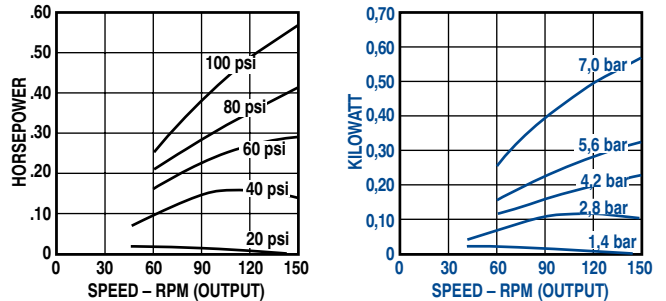 .60
.40
.30
.20
.10
0
HORSEPOWER
100 psi
80 psi
60 psi
40 psi
20 psi
0 30 60 90 120 150
SPEED – RPM (OUTPUT)
0,70
0,60
0,50
0,40
0,30
0,20
0,10
0
KILOWATT
7,0 bar
5,6 bar
4,2 bar
2,8 bar
1,4 bar
0 30 60 90 120 150
SPEED – RPM (OUTPUT)